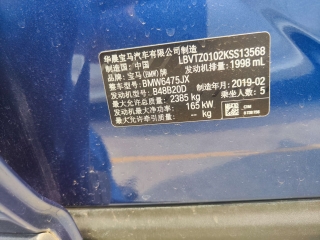 华晨宝马汽车有限公司制造
制造国: 中国 LBVTZ0102KSS13568
品牌: 宝马(BMW)牌 发动机排量: 1998 mL
整车型号: BMW6475JX
发动机型号: B48B20D 制造年月: 2019-02
最大允许总质量: 2385 kg 乘坐人数: 5
发动机最大净功率: 165 kW
最大允许牵引质量: kg